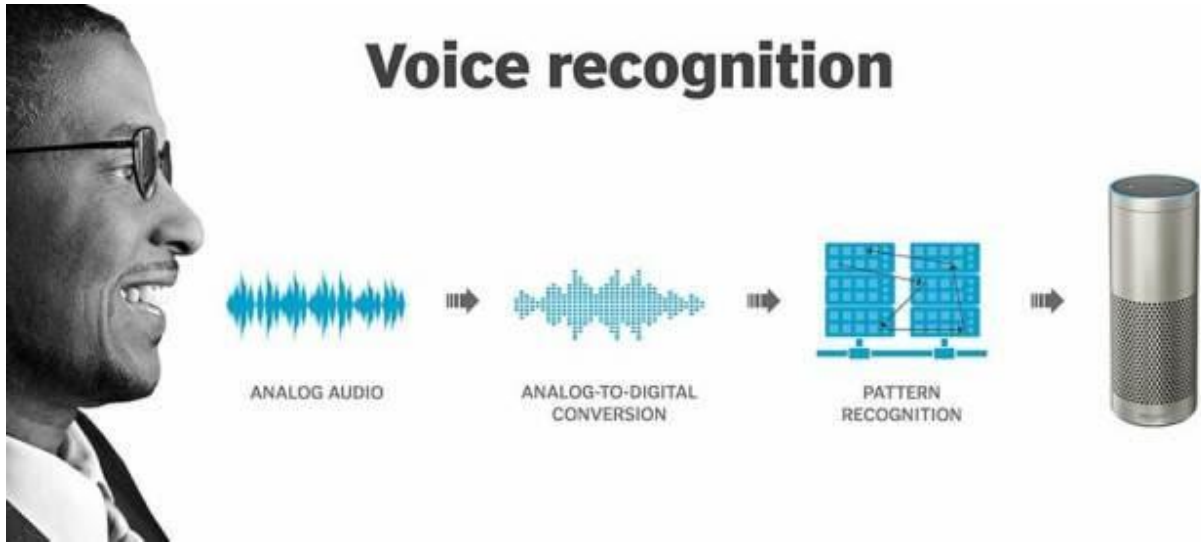 Voice recognition
ANALOG AUDIO
ANALOG-TO-DIGITAL
CONVERSION
PATTERN
RECOGNITION